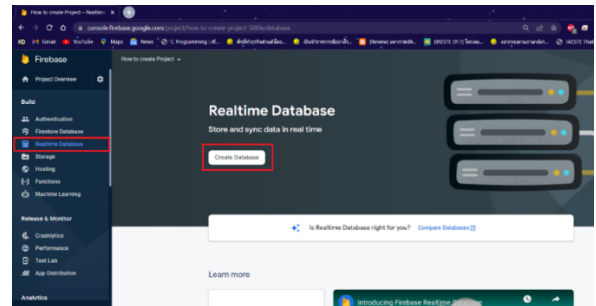 How to create Project – Realtim
console.firebase.google.com/project/how-to-create-project-506fe/database
Gmail YouTube Maps News C Programming
Firebase
How to create Project
Project Overview
Build
Authentication
Firestore Database
Realtime Database
Storage
Hosting
Functions
Machine Learning
Release & Monitor
Crashlytics
Performance
Test Lab
App Distribution
Analytics
Realtime Database
Store and sync data in real time
Create Database
Is Realtime Database right for you? Compare Databases
Learn more
Introducing Firebase Realtime Database